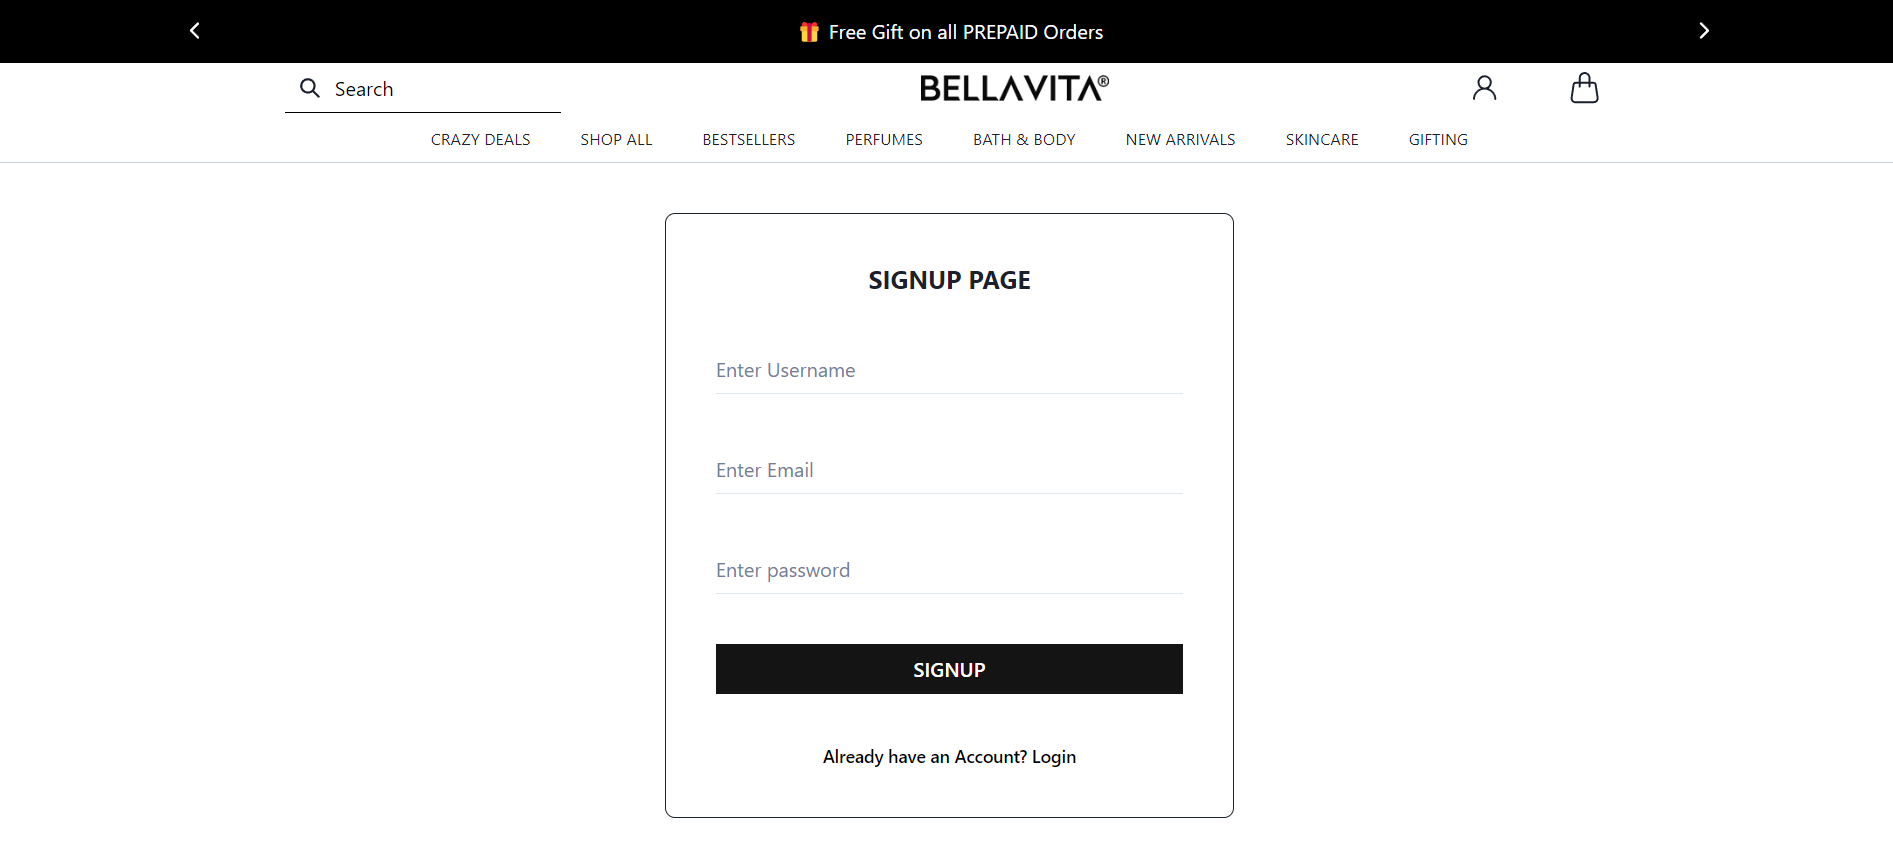 🎁 Free Gift on all PREPAID Orders
Search
BELLAVITA®
CRAZY DEALS SHOP ALL BESTSELLERS PERFUMES BATH & BODY NEW ARRIVALS SKINCARE GIFTING
SIGNUP PAGE
Enter Username
Enter Email
Enter password
SIGNUP
Already have an Account? Login